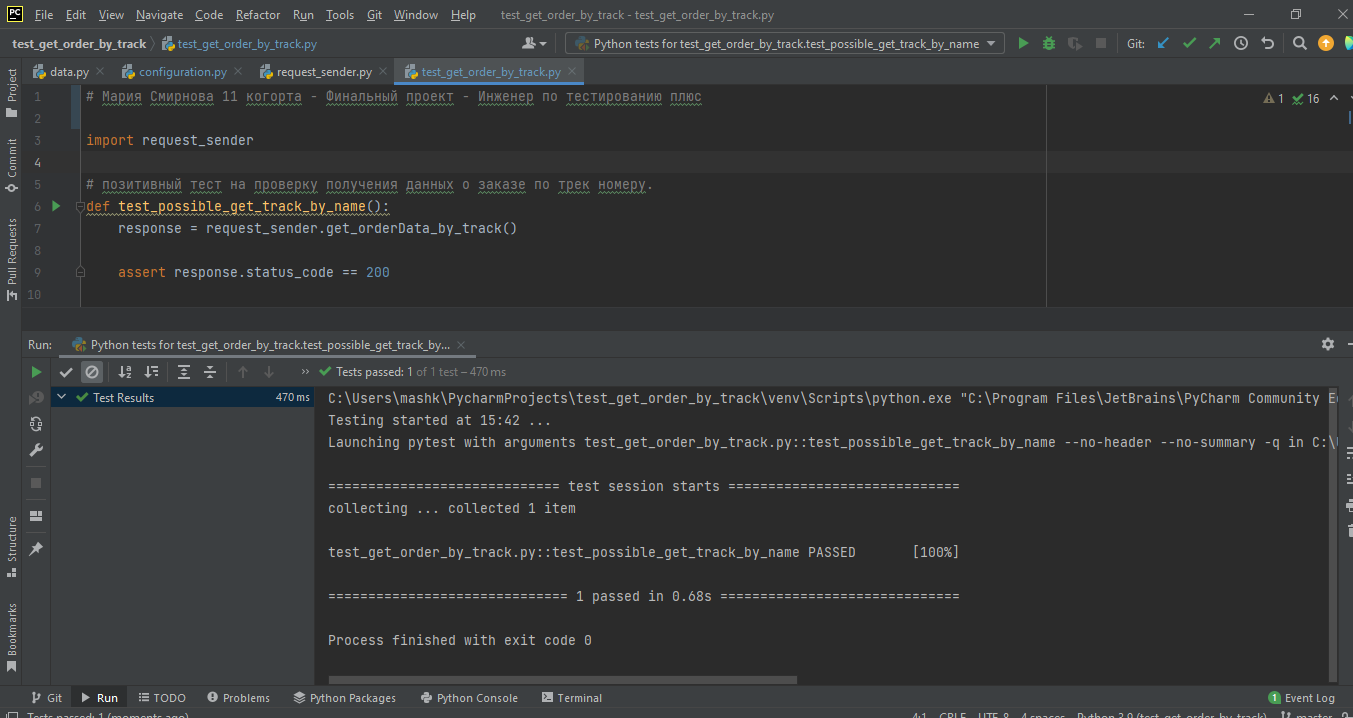 PC File Edit View Navigate Code Refactor Run Tools Git Window Help test_get_order_by_track - test_get_order_by_track.py
test_get_order_by_track test_get_order_by_track.py Python tests for test_get_order_by_track.test_possible_get_track_by_name Git:
data.py configuration.py request_sender.py test_get_order_by_track.py
Project
Commit
Pull Requests
Structure
Bookmarks
1 # Мария Смирнова 11 когорта - Финальный проект - Инженер по тестированию плюс
1 16
2
3 import request_sender
4
5 # позитивный тест на проверку получения данных о заказе по трек номеру.
6 def test_possible_get_track_by_name():
7 response = request_sender.get_orderData_by_track()
8
9 assert response.status_code == 200
10
Run: Python tests for test_get_order_by_track.test_possible_get_track_by...
Tests passed: 1 of 1 test – 470 ms
Test Results 470 ms
C:\Users\mashk\PycharmProjects\test_get_order_by_track\venv\Scripts\python.exe "C:\Program Files\JetBrains\PyCharm Community
Testing started at 15:42 ...
Launching pytest with arguments test_get_order_by_track.py::test_possible_get_track_by_name --no-header --no-summary -q in C:\
============================= test session starts =============================
collecting ... collected 1 item
test_get_order_by_track.py::test_possible_get_track_by_name PASSED [100%]
============================== 1 passed in 0.68s ==============================
Process finished with exit code 0
Git Run TODO Problems Python Packages Python Console Terminal 1 Event Log
Tests passed: 1 (moments ago) 4:1 CRLF UTF-8 4 spaces Python 3.9 (test_get_order_by_track) master